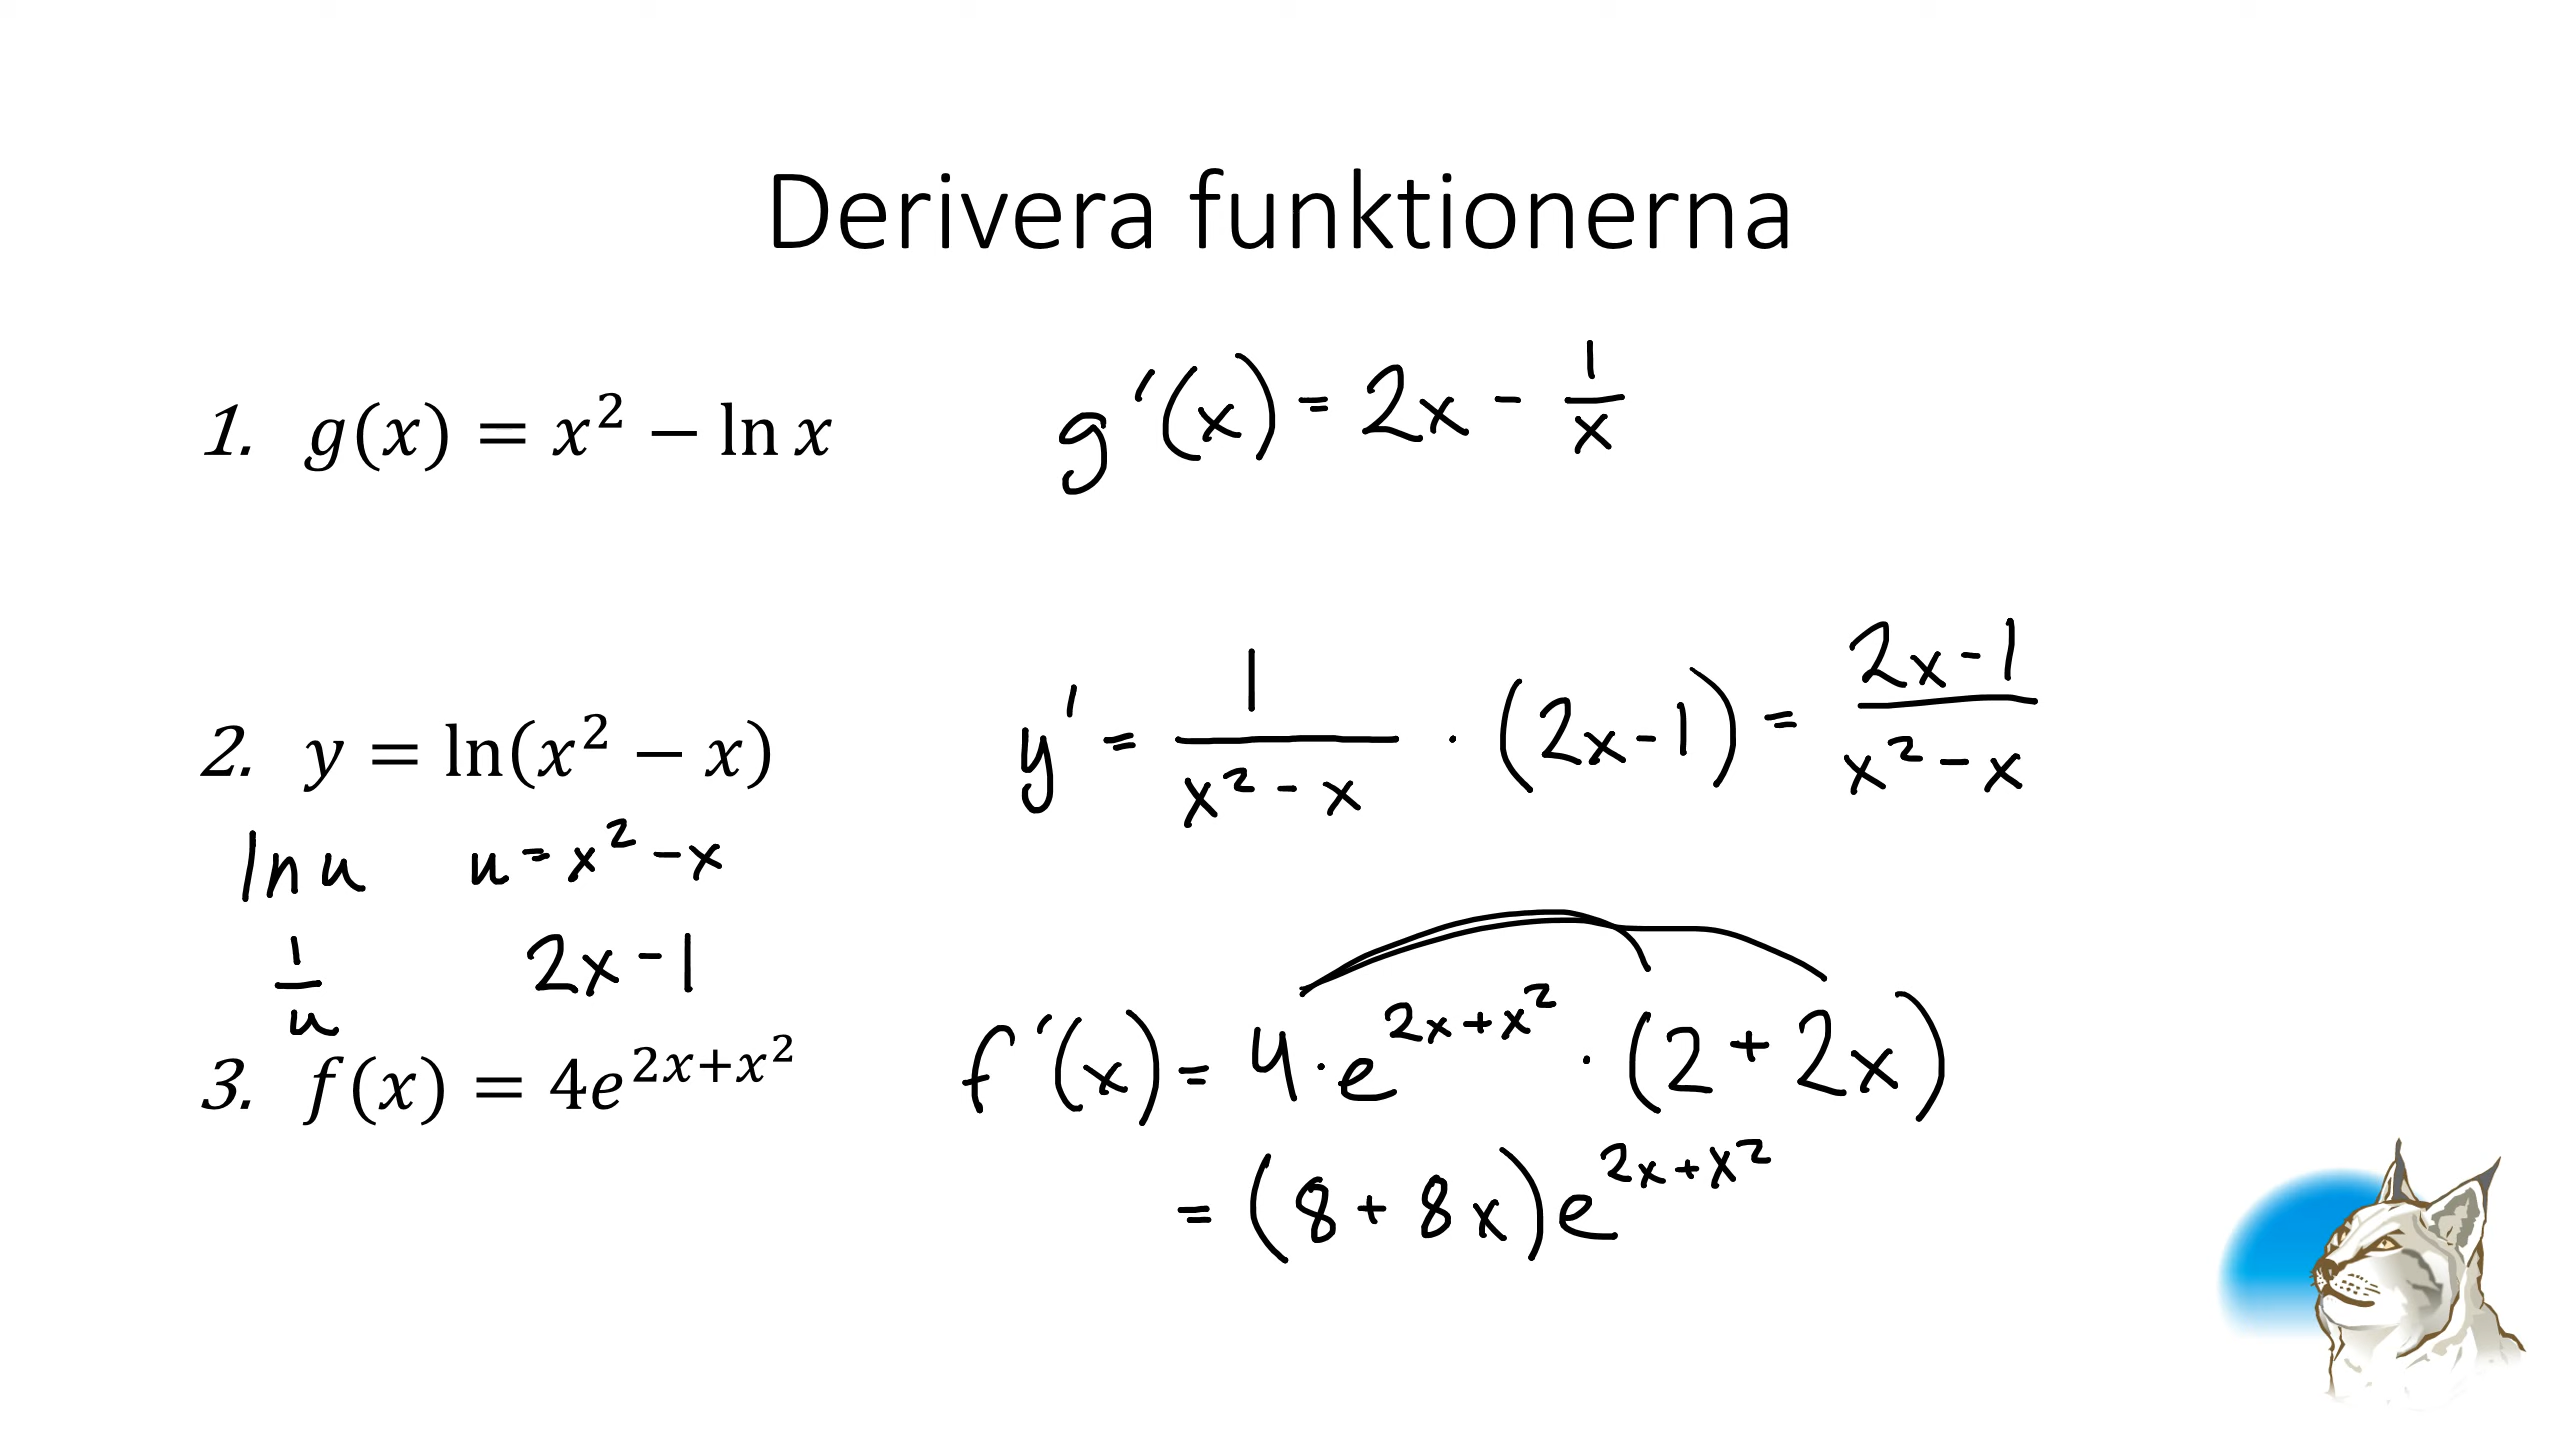 Derivera funktionerna
1. g(x) = x² − ln x
g'(x) = 2x - 1/x
2. y = ln(x² − x)
y' = 1/(x² - x) · (2x-1) = (2x-1)/(x² - x)
ln u u = x² - x
1/u 2x - 1
3. f(x) = 4e^(2x+x²)
f'(x) = 4 · e^(2x+x²) · (2 + 2x)
= (8 + 8x)e^(2x+x²)